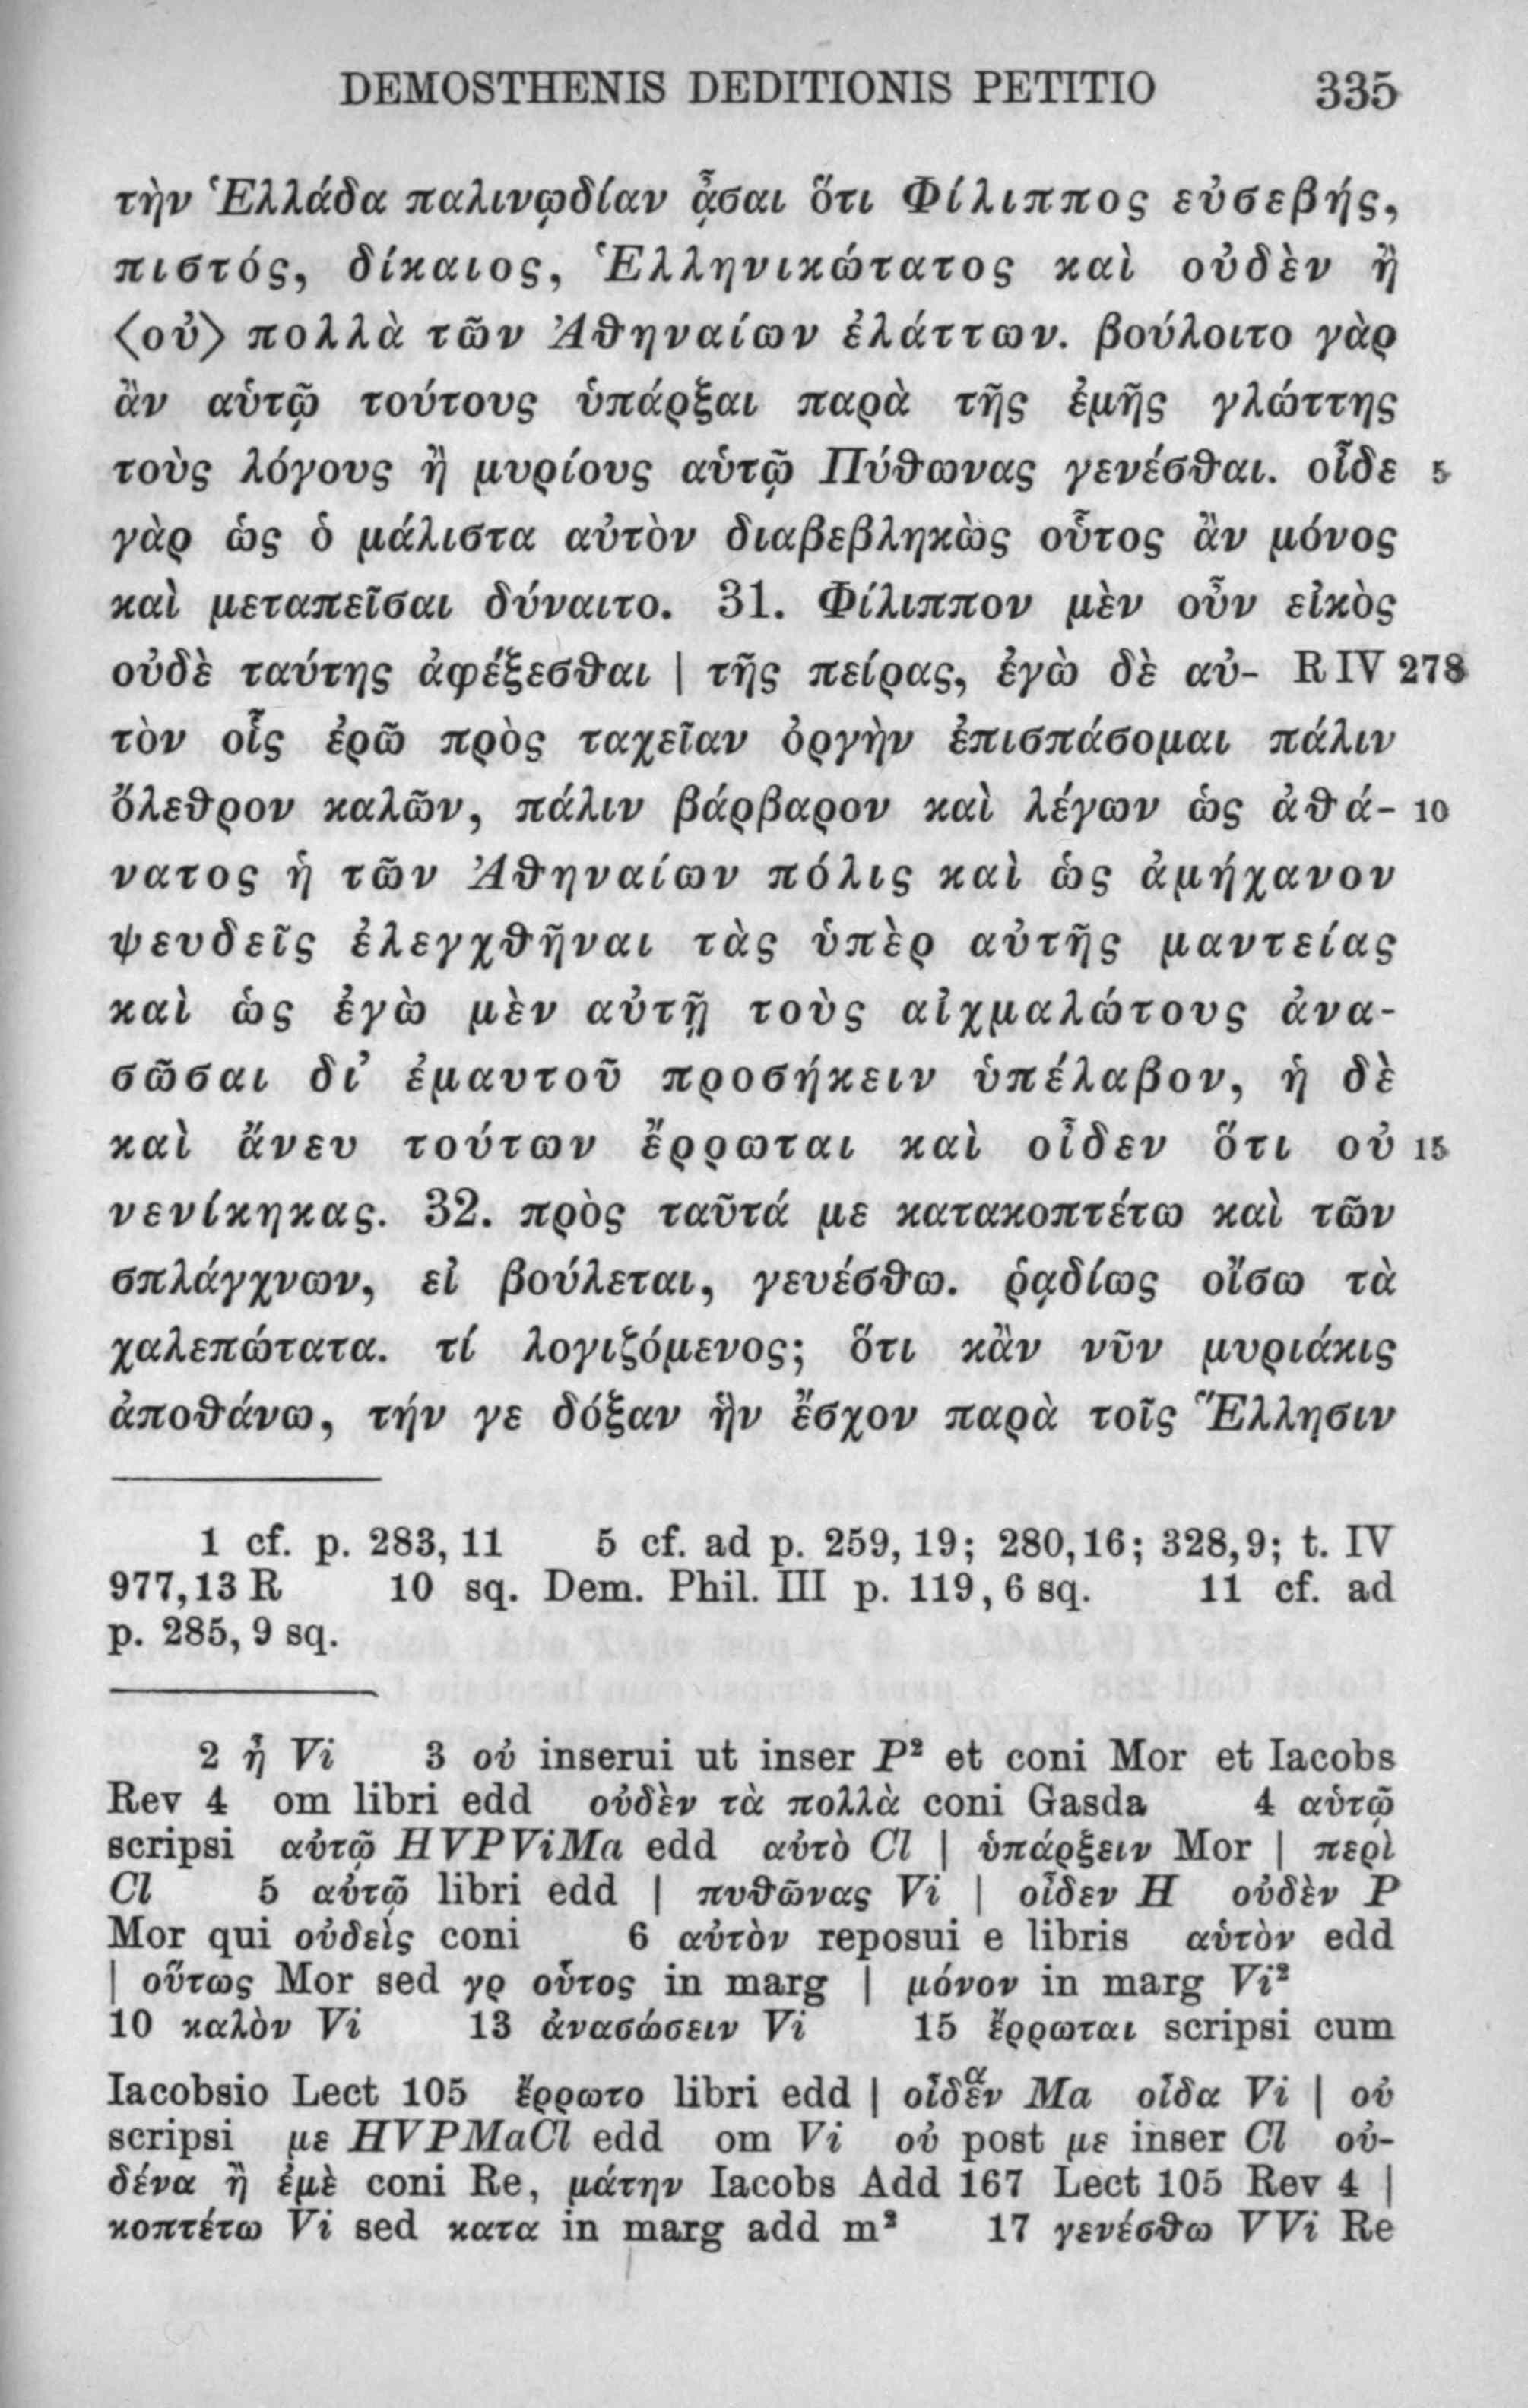 DEMOSTHENIS DEDITIONIS PETITIO 335
τὴν Ἑλλάδα παλινῳδίαν ᾆσαι ὅτι Φίλιππος εὐσεβής,
πιστός, δίκαιος, Ἑλληνικώτατος καὶ οὐδὲν ἢ
⟨οὐ⟩ πολλὰ τῶν Ἀθηναίων ἐλάττων. βούλοιτο γὰρ
ἂν αὑτῷ τούτους ὑπάρξαι παρὰ τῆς ἐμῆς γλώττης
τοὺς λόγους ἢ μυρίους αὑτῷ Πύθωνας γενέσθαι. οἶδε 5
γὰρ ὡς ὁ μάλιστα αὐτὸν διαβεβληκὼς οὗτος ἂν μόνος
καὶ μεταπεῖσαι δύναιτο. 31. Φίλιππον μὲν οὖν εἰκὸς
οὐδὲ ταύτης ἀφέξεσθαι | τῆς πείρας, ἐγὼ δὲ αὐ- R IV 278
τὸν οἷς ἐρῶ πρὸς ταχεῖαν ὀργὴν ἐπισπάσομαι πάλιν
ὄλεθρον καλῶν, πάλιν βάρβαρον καὶ λέγων ὡς ἀθά- 10
νατος ἡ τῶν Ἀθηναίων πόλις καὶ ὡς ἀμήχανον
ψευδεῖς ἐλεγχθῆναι τὰς ὑπὲρ αὐτῆς μαντείας
καὶ ὡς ἐγὼ μὲν αὐτῇ τοὺς αἰχμαλώτους ἀνα-
σῶσαι δι’ ἐμαυτοῦ προσήκειν ὑπέλαβον, ἡ δὲ
καὶ ἄνευ τούτων ἔρρωται καὶ οἶδεν ὅτι οὐ 15
νενίκηκας. 32. πρὸς ταῦτά με κατακοπτέτω καὶ τῶν
σπλάγχνων, εἰ βούλεται, γευέσθω. ῥᾳδίως οἴσω τὰ
χαλεπώτατα. τί λογιζόμενος; ὅτι κἂν νῦν μυριάκις
ἀποθάνω, τήν γε δόξαν ἣν ἔσχον παρὰ τοῖς Ἕλλησιν
1 cf. p. 283, 11 5 cf. ad p. 259, 19; 280, 16; 328, 9; t. IV
977, 13 R 10 sq. Dem. Phil. III p. 119, 6 sq. 11 cf. ad
p. 285, 9 sq.
2 ἦ Vi 3 οὐ inserui ut inser P² et coni Mor et Iacobs
Rev 4 om libri edd οὐδὲν τὰ πολλὰ coni Gasda 4 αὑτῷ
scripsi αὐτῷ HVPViMa edd αὐτὸ Cl | ὑπάρξειν Mor | περὶ
Cl 5 αὐτῷ libri edd | πυθῶνας Vi | οἶδεν H οὐδὲν P
Mor qui οὐδεὶς coni 6 αὐτὸν reposui e libris αὑτὸν edd
| οὕτως Mor sed γρ οὗτος in marg | μόνον in marg Vi²
10 καλὸν Vi 13 ἀνασώσειν Vi 15 ἔρρωται scripsi cum
Iacobsio Lect 105 ἔρρωτο libri edd | οἶδεν̄ᾱ Ma οἶδα Vi | οὐ
scripsi με HVPMaCl edd om Vi οὐ post με inser Cl οὐ-
δένα ἢ ἐμὲ coni Re, μάτην Iacobs Add 167 Lect 105 Rev 4 |
κοπτέτω Vi sed κατα in marg add m² 17 γενέσθω VVi Re